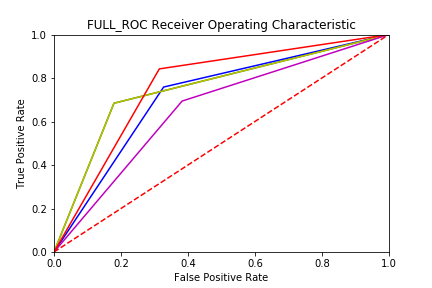 FULL_ROC Receiver Operating Characteristic
True Positive Rate
1.0
0.8
0.6
0.4
0.2
0.0
0.0 0.2 0.4 0.6 0.8 1.0
False Positive Rate